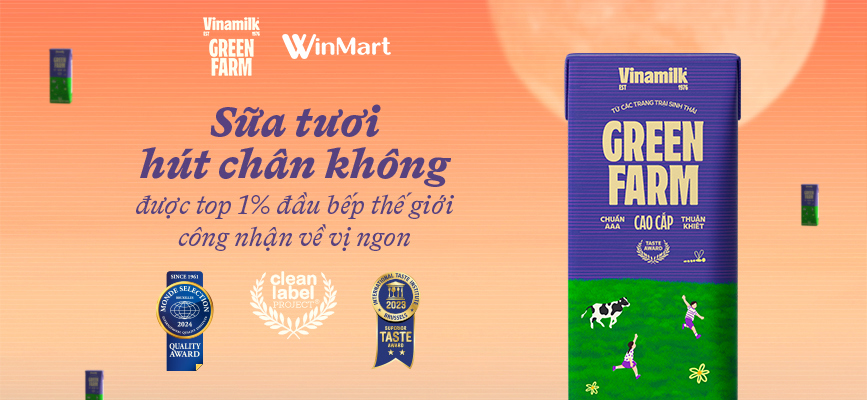 Vinamilk
EST 1976
GREEN
FARM
WinMart
Sữa tươi
hút chân không
được top 1% đầu bếp thế giới
công nhận về vị ngon
SINCE 1961
MONDE SELECTION
BRUXELLES
2024
QUALITY
AWARD
clean
label
PROJECT
INTERNATIONAL TASTE INSTITUTE
2023
BRUSSELS
SUPERIOR
TASTE
AWARD
Vinamilk
EST 1976
TỪ CÁC TRANG TRẠI SINH THÁI
GREEN
FARM
CHUẨN AAA
CAO CẤP
THUẦN KHIẾT
TASTE
AWARD